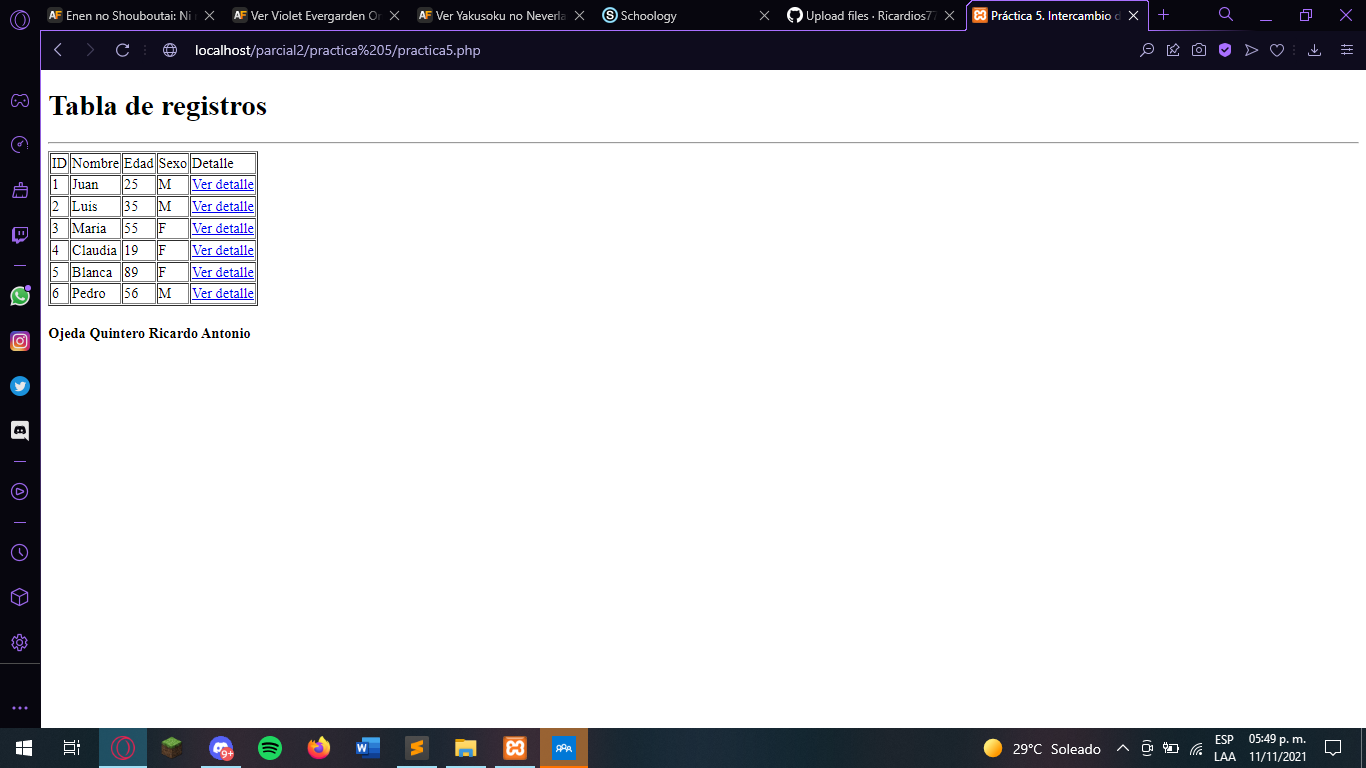 AF Enen no Shouboutai: Ni
AF Ver Violet Evergarden Or
AF Ver Yakusoku no Neverla
S Schoology
Upload files · Ricardios77
Práctica 5. Intercambio d
localhost/parcial2/practica%205/practica5.php
Tabla de registros
ID Nombre Edad Sexo Detalle
1 Juan 25 M Ver detalle
2 Luis 35 M Ver detalle
3 Maria 55 F Ver detalle
4 Claudia 19 F Ver detalle
5 Blanca 89 F Ver detalle
6 Pedro 56 M Ver detalle
Ojeda Quintero Ricardo Antonio
9+
29°C Soleado
ESP
LAA
05:49 p. m.
11/11/2021